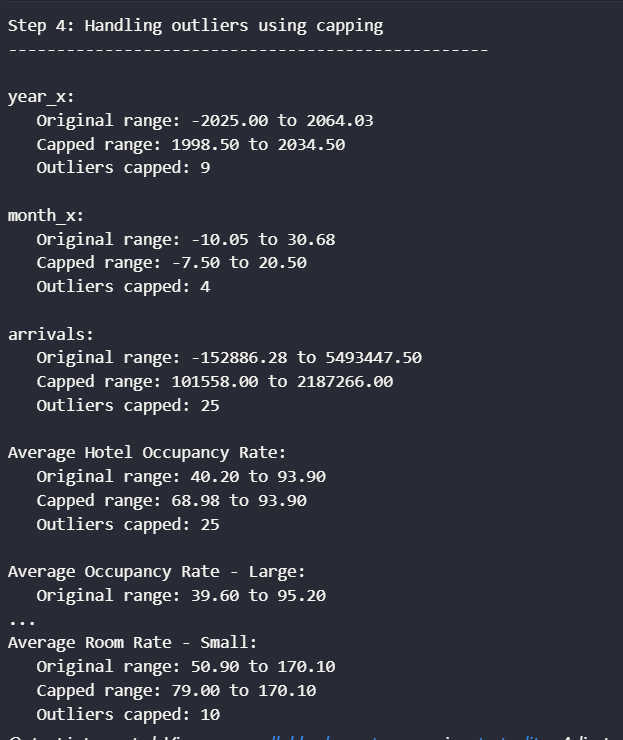 Step 4: Handling outliers using capping
--------------------------------------------------
year_x:
Original range: -2025.00 to 2064.03
Capped range: 1998.50 to 2034.50
Outliers capped: 9
month_x:
Original range: -10.05 to 30.68
Capped range: -7.50 to 20.50
Outliers capped: 4
arrivals:
Original range: -152886.28 to 5493447.50
Capped range: 101558.00 to 2187266.00
Outliers capped: 25
Average Hotel Occupancy Rate:
Original range: 40.20 to 93.90
Capped range: 68.98 to 93.90
Outliers capped: 25
Average Occupancy Rate - Large:
Original range: 39.60 to 95.20
...
Average Room Rate - Small:
Original range: 50.90 to 170.10
Capped range: 79.00 to 170.10
Outliers capped: 10